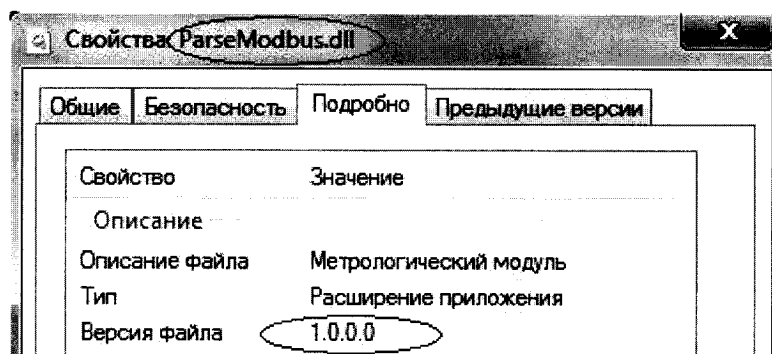 Свойства: ParseModbus.dll
Общие Безопасность Подробно Предыдущие версии
Свойство Значение
Описание
Описание файла Метрологический модуль
Тип Расширение приложения
Версия файла 1.0.0.0